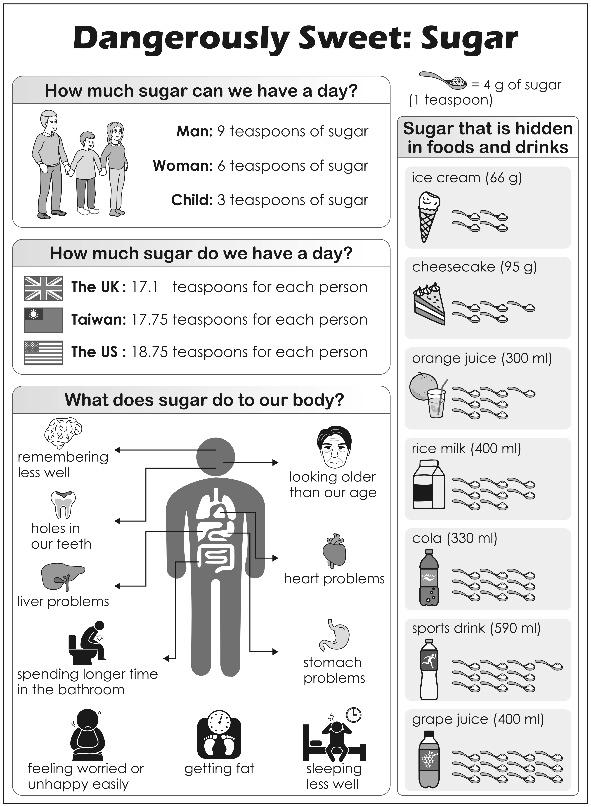 Dangerously Sweet: Sugar
How much sugar can we have a day?
Man: 9 teaspoons of sugar
Woman: 6 teaspoons of sugar
Child: 3 teaspoons of sugar
How much sugar do we have a day?
The UK : 17.1 teaspoons for each person
Taiwan: 17.75 teaspoons for each person
The US : 18.75 teaspoons for each person
What does sugar do to our body?
remembering
less well
holes in
our teeth
liver problems
spending longer time
in the bathroom
looking older
than our age
heart problems
stomach
problems
feeling worried or
unhappy easily
getting fat
sleeping
less well
= 4 g of sugar
(1 teaspoon)
Sugar that is hidden
in foods and drinks
ice cream (66 g)
cheesecake (95 g)
orange juice (300 ml)
rice milk (400 ml)
cola (330 ml)
sports drink (590 ml)
grape juice (400 ml)